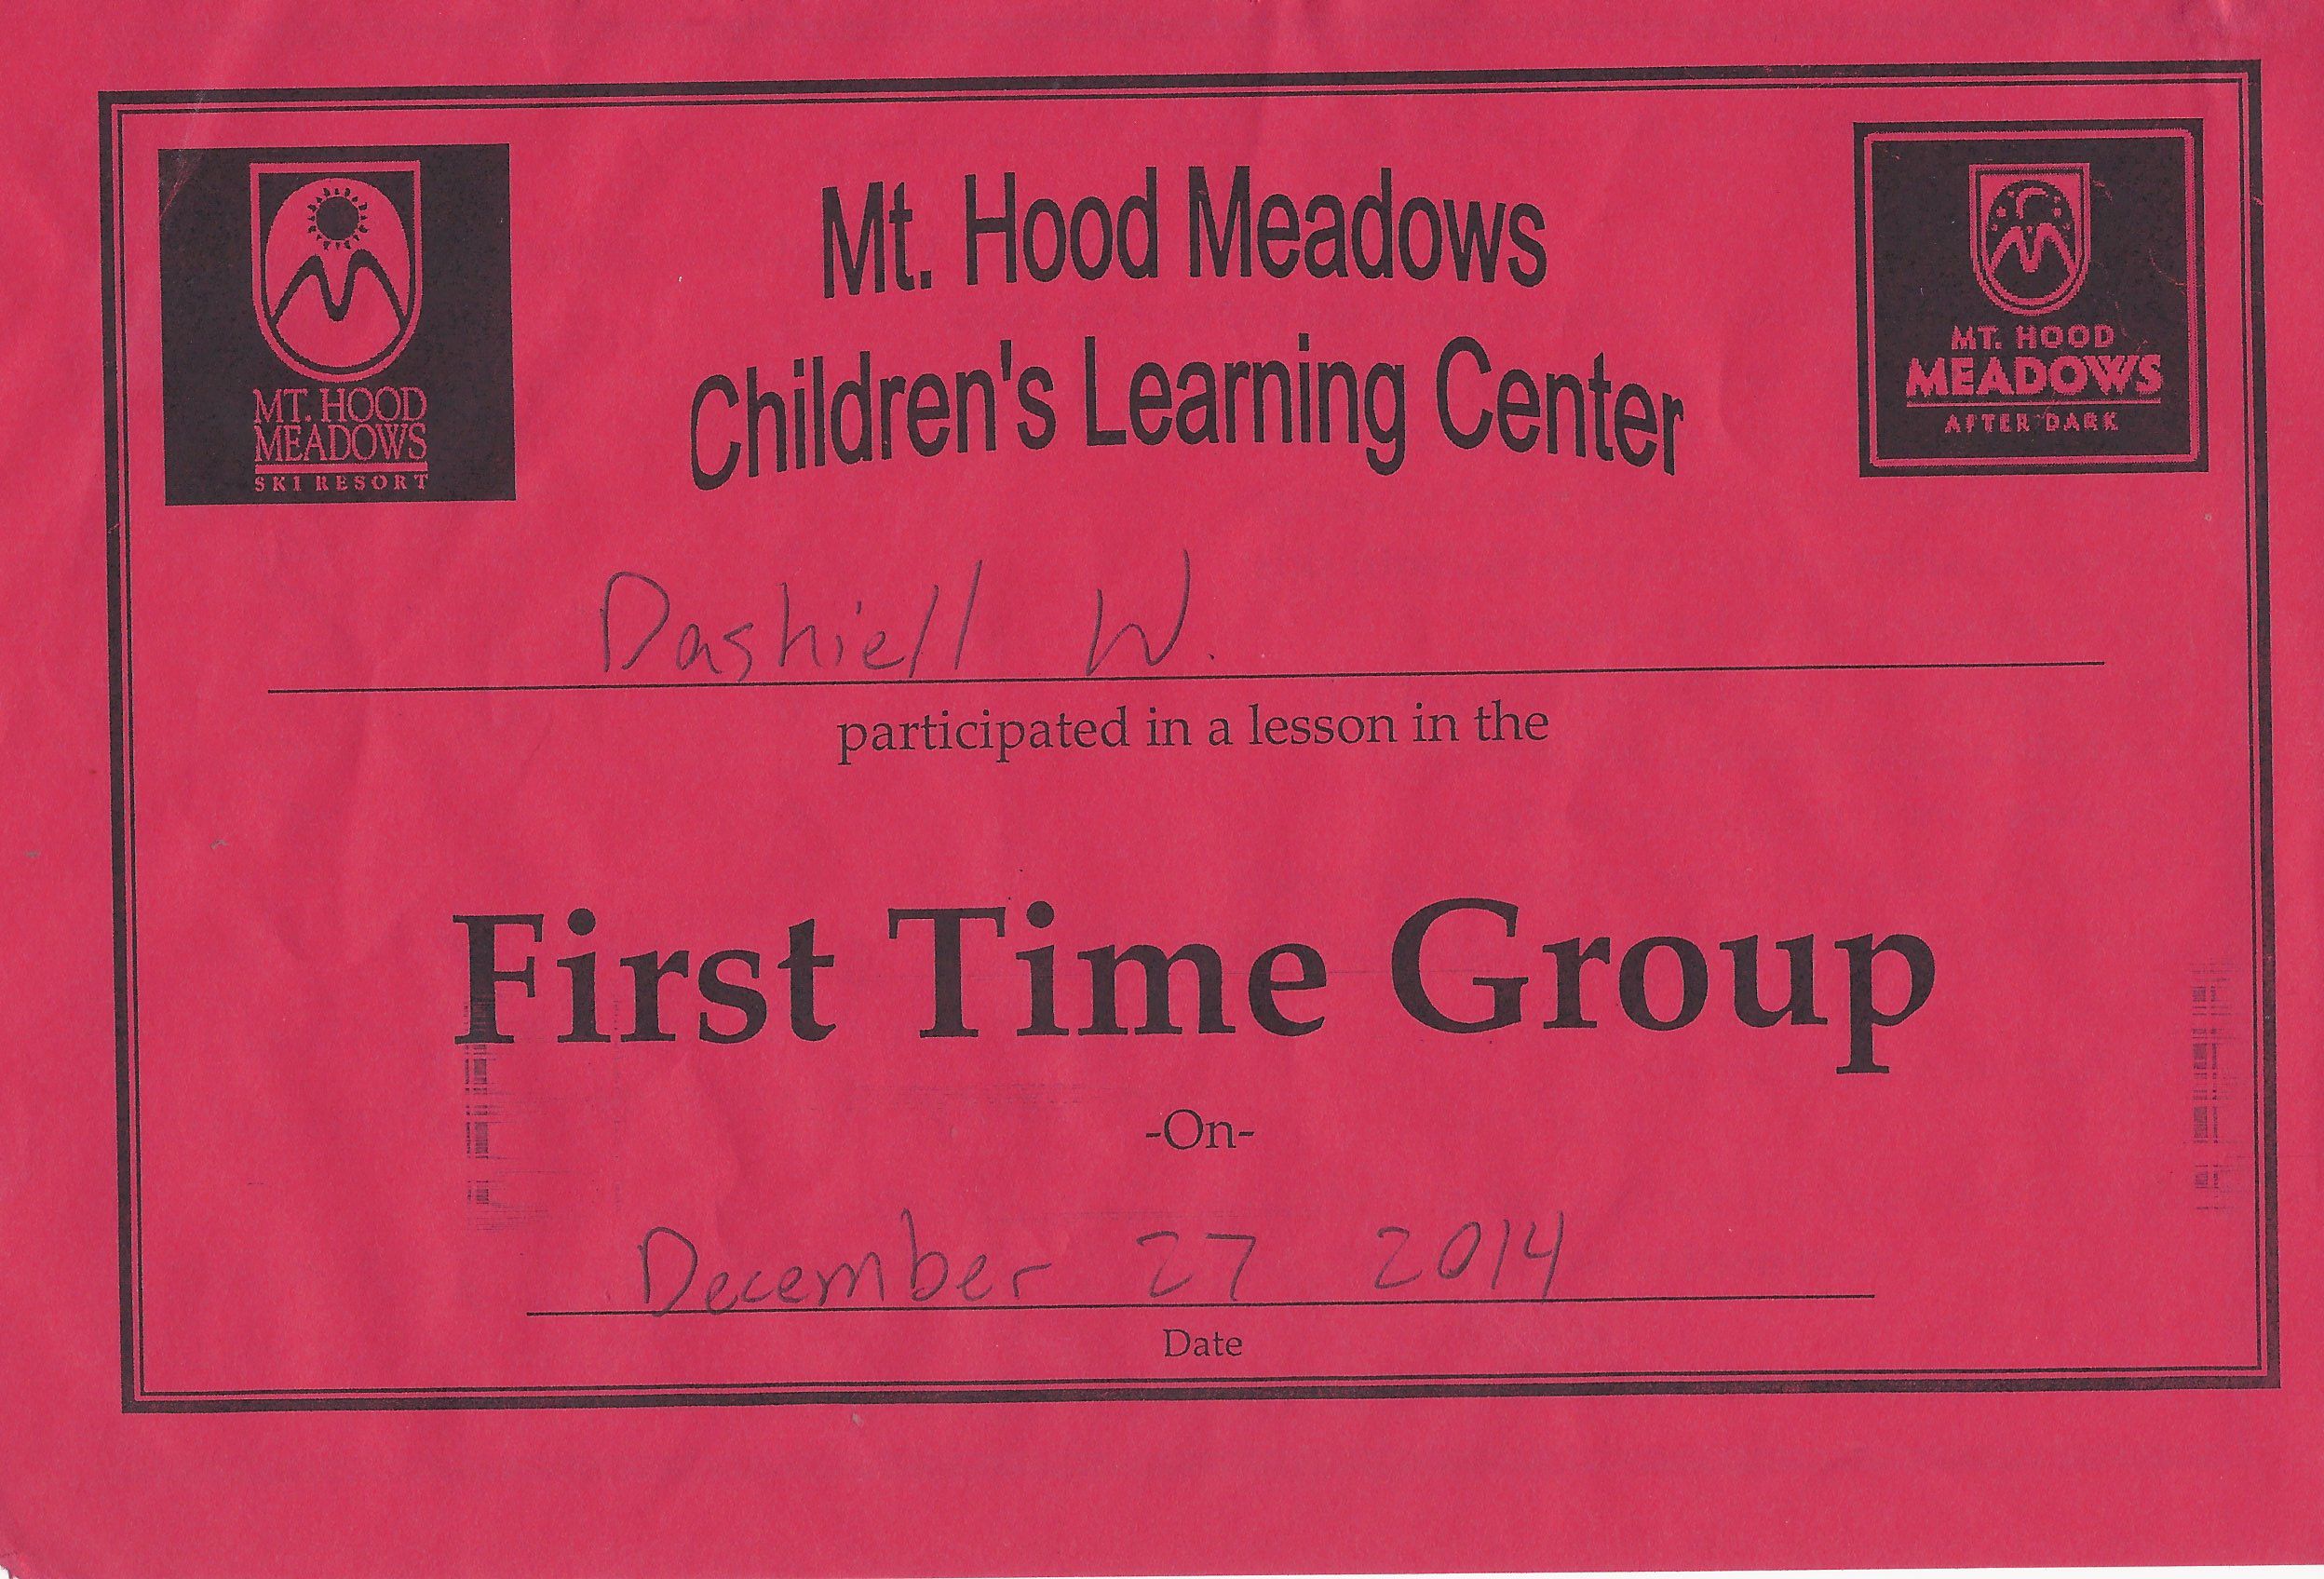 MT. HOOD
MEADOWS
SKI RESORT
Mt. Hood Meadows
Children's Learning Center
MT. HOOD
MEADOWS
AFTER DARK
Dashiell W.
participated in a lesson in the
First Time Group
-On-
December 27 2014
Date